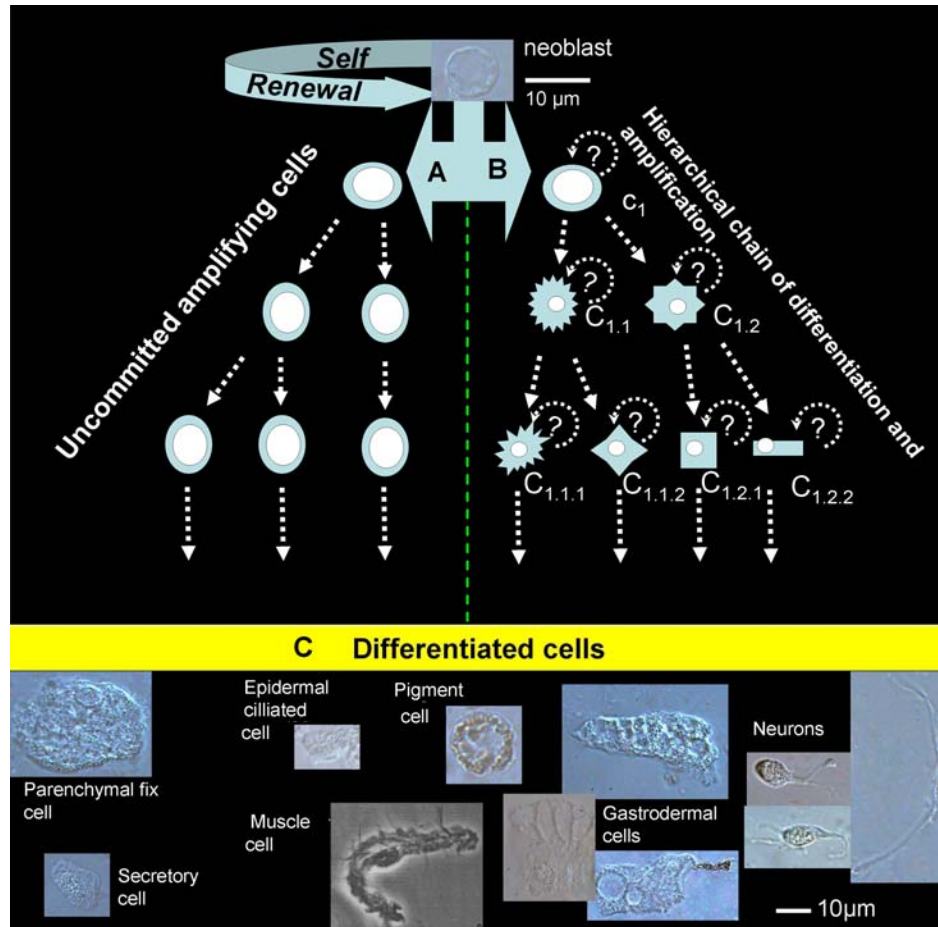 neoblast
Self
Renewal
10 µm
A
B
Uncommitted amplifying cells
Hierarchical chain of differentiation and
amplification
?
c1
?
?
C1.1
C1.2
?
?
?
?
C1.1.1
C1.1.2
C1.2.1
C1.2.2
C Differentiated cells
Parenchymal fix
cell
Secretory
cell
Epidermal
cilliated
cell
Muscle
cell
Pigment
cell
Gastrodermal
cells
Neurons
10µm